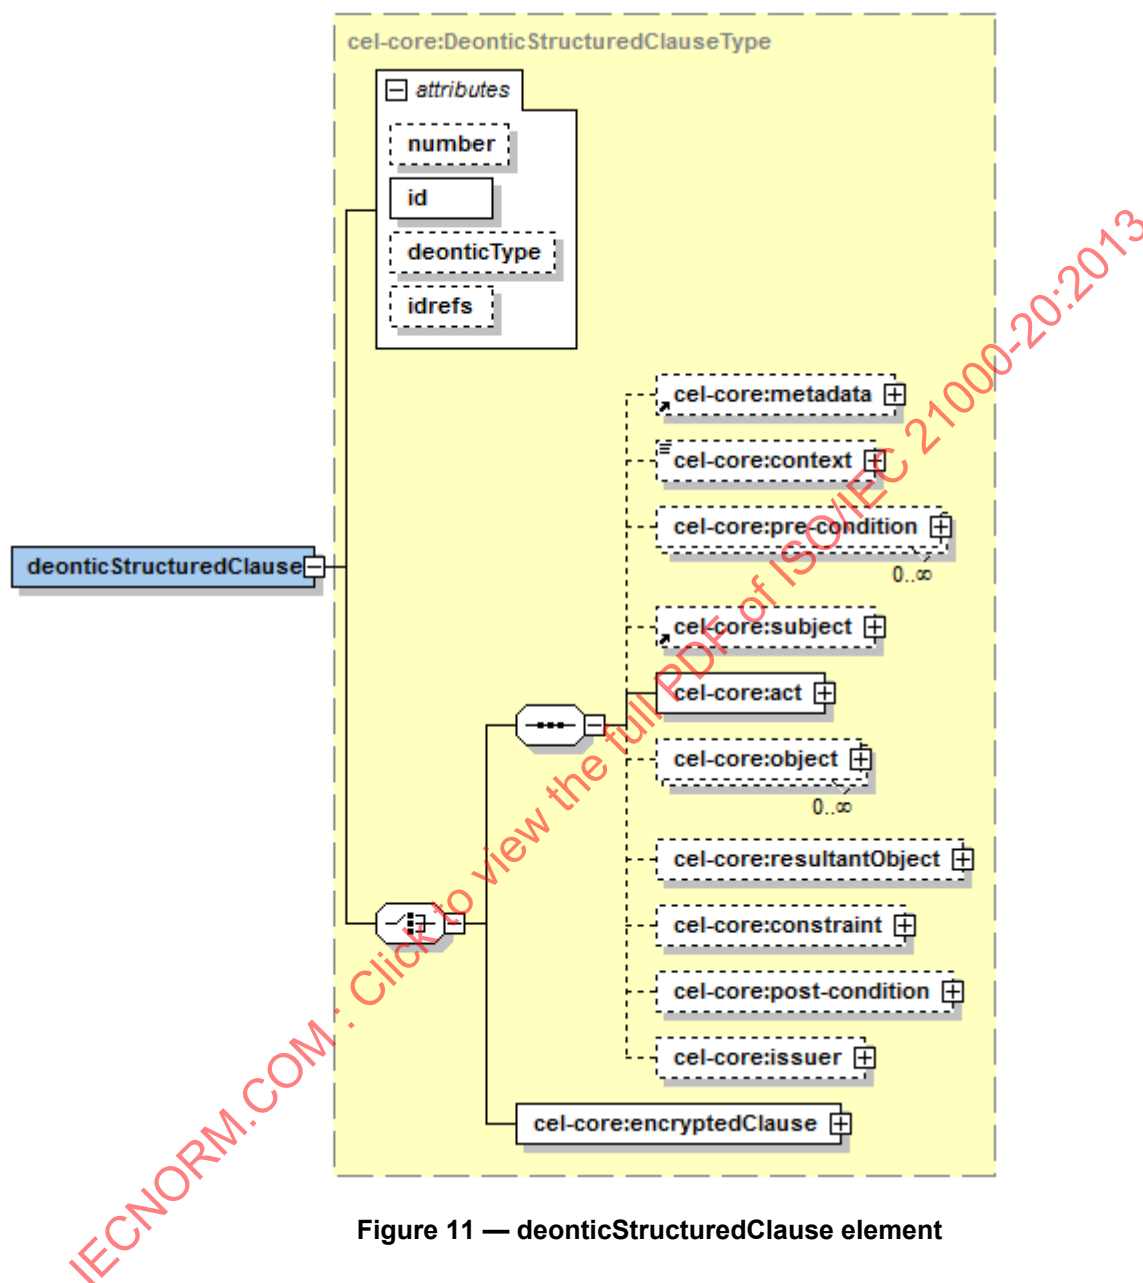 cel-core:DeonticStructuredClauseType
attributes
number
id
deonticType
idrefs
cel-core:metadata
cel-core:context
cel-core:pre-condition
0..∞
deonticStructuredClause
cel-core:subject
cel-core:act
cel-core:object
0..∞
cel-core:resultantObject
cel-core:constraint
cel-core:post-condition
cel-core:issuer
cel-core:encryptedClause
Figure 11 — deonticStructuredClause element
IECNORM.COM : Click to view the full PDF of ISO/IEC 21000-20:2013